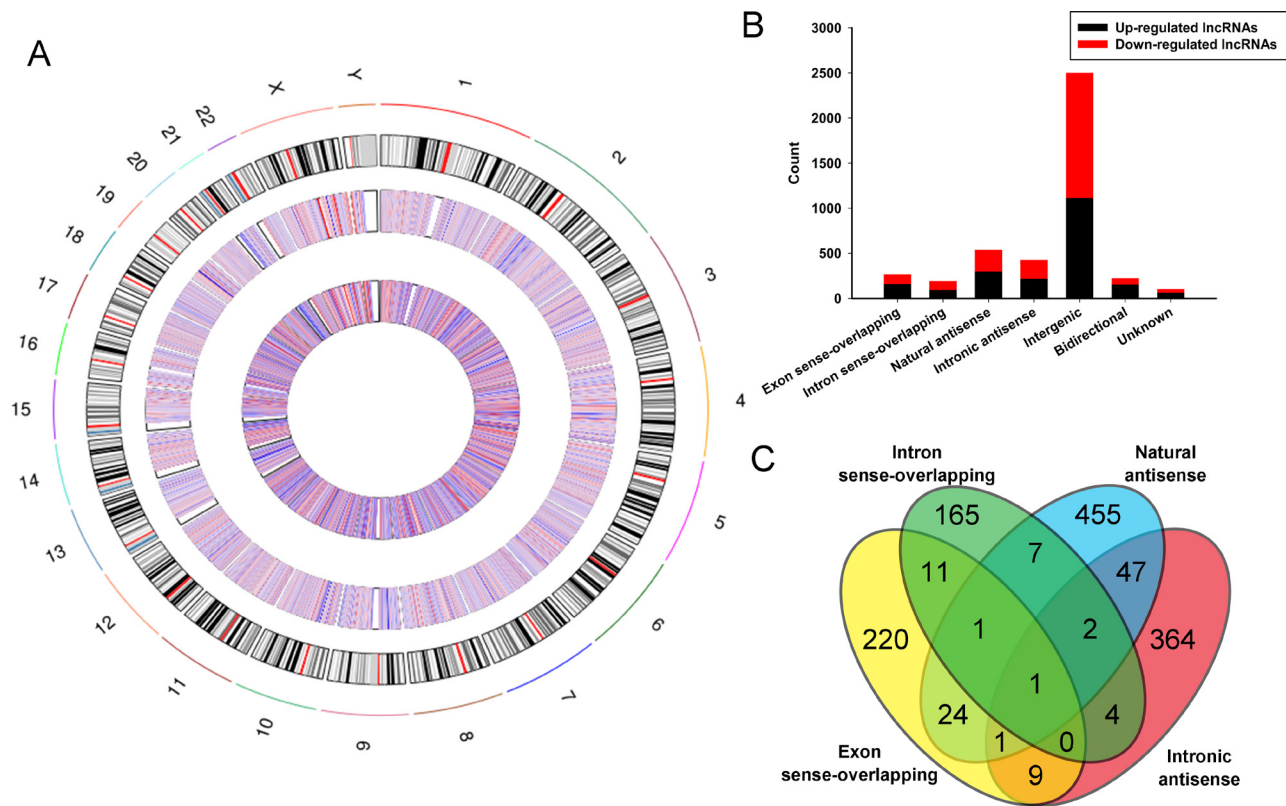 A
1
2
3
4
5
6
7
8
9
10
11
12
13
14
15
16
17
18
19
20
21
22
X
Y
B
Up-regulated lncRNAs
Down-regulated lncRNAs
3000
2500
2000
1500
1000
500
0
Count
Exon sense-overlapping
Intron sense-overlapping
Natural antisense
Intronic antisense
Intergenic
Bidirectional
Unknown
C
Intron
sense-overlapping
Natural
antisense
165
455
11
7
47
220
1
2
364
1
24
4
1
0
9
Exon
sense-overlapping
Intronic
antisense